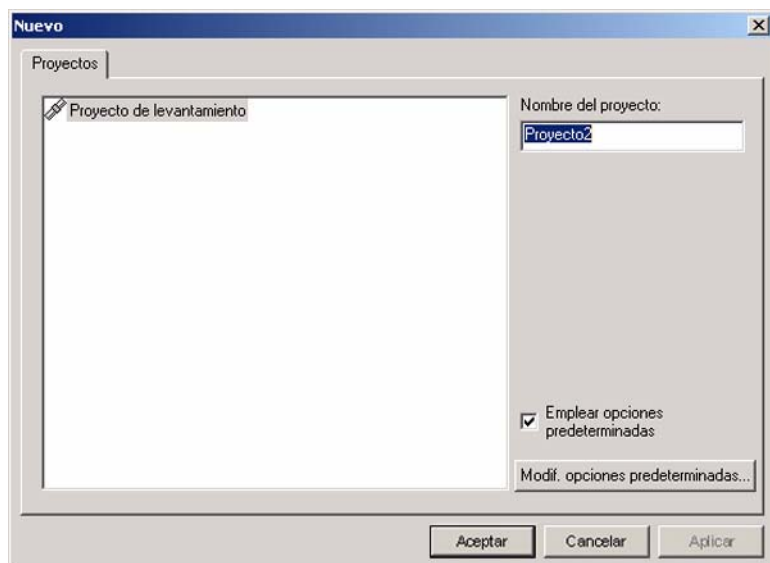 Nuevo
Proyectos
Proyecto de levantamiento
Nombre del proyecto:
Proyecto2
Emplear opciones
predeterminadas
Modif. opciones predeterminadas...
Aceptar
Cancelar
Aplicar